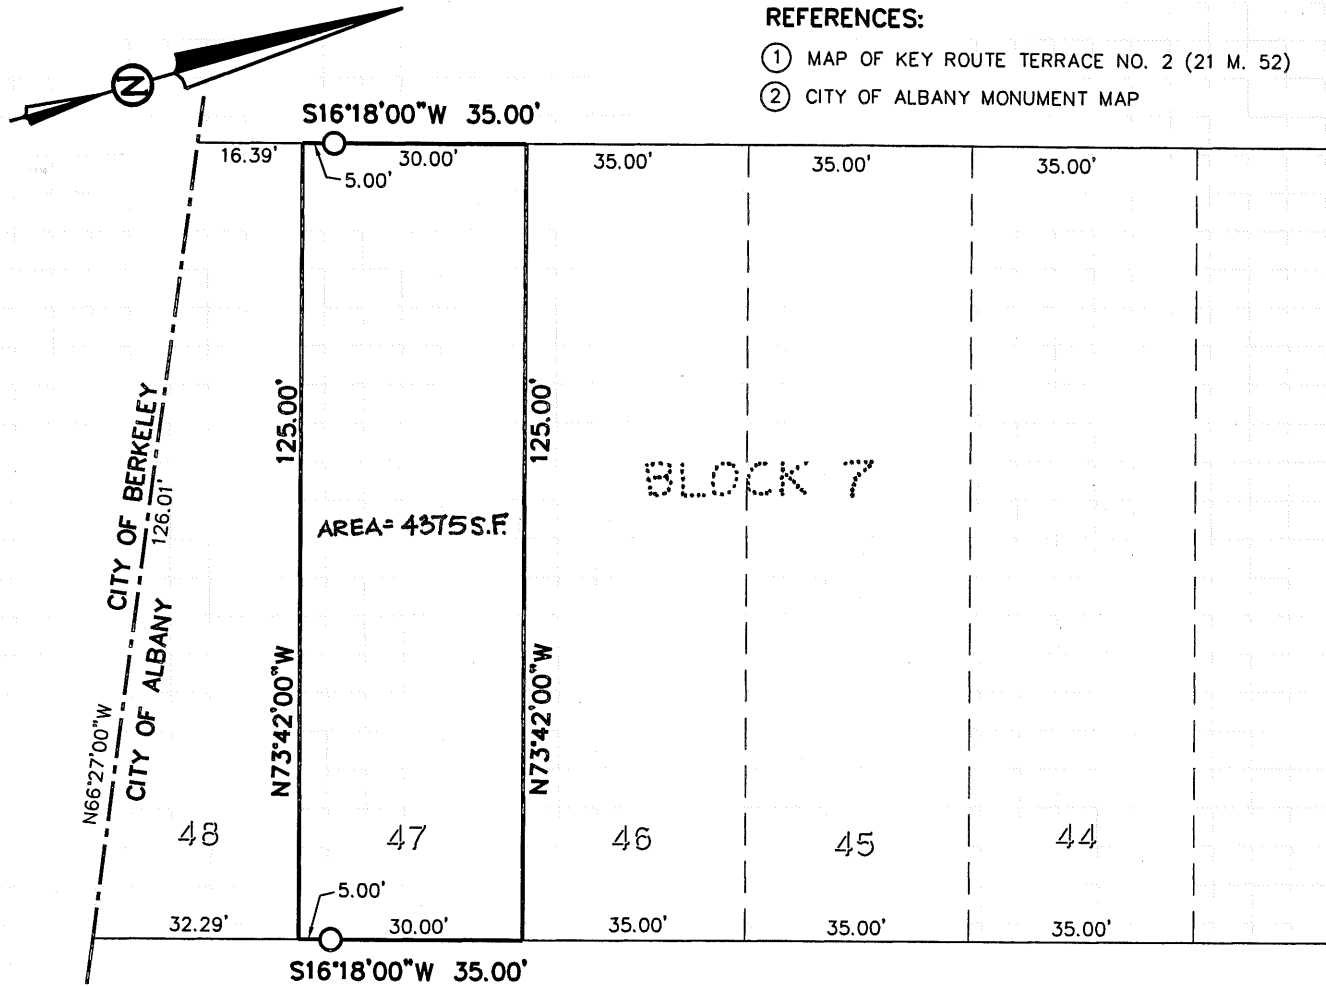 REFERENCES:
1 MAP OF KEY ROUTE TERRACE NO. 2 (21 M. 52)
2 CITY OF ALBANY MONUMENT MAP
N
S16°18'00"W 35.00'
16.39'
30.00'
35.00'
35.00'
35.00'
5.00'
125.00'
125.00'
CITY OF BERKELEY
126.01'
BLOCK 7
AREA= 4375 S.F.
CITY OF ALBANY
N66°27'00"W
N73°42'00"W
N73°42'00"W
48
47
46
45
44
5.00'
32.29'
30.00'
35.00'
35.00'
35.00'
S16°18'00"W 35.00'